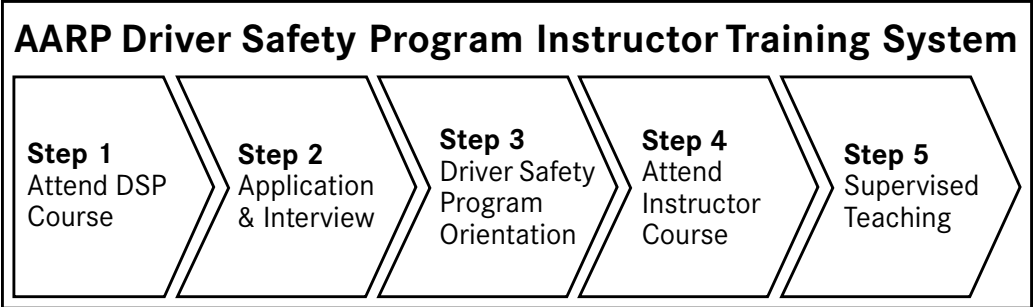 AARP Driver Safety Program Instructor Training System
Step 1
Attend DSP
Course
Step 2
Application
& Interview
Step 3
Driver Safety
Program
Orientation
Step 4
Attend
Instructor
Course
Step 5
Supervised
Teaching